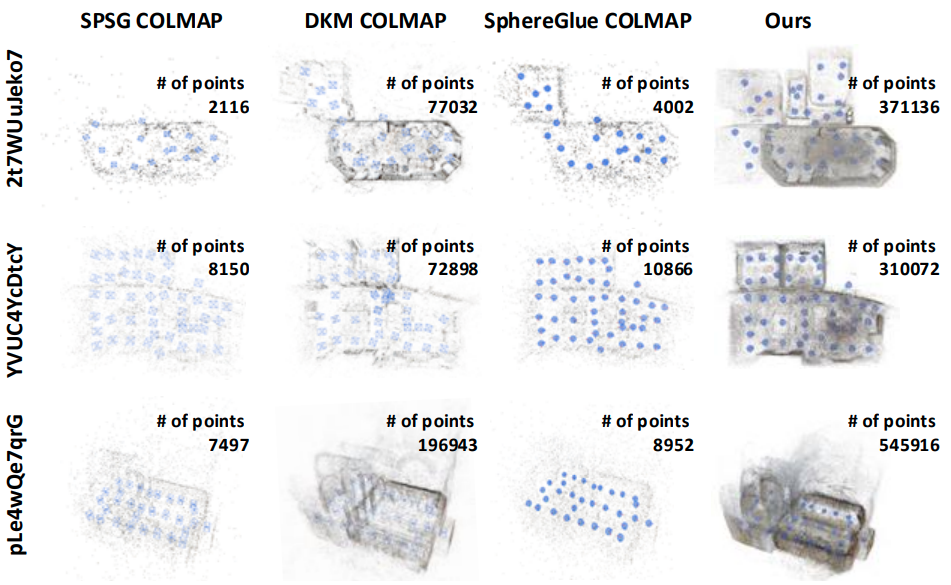 SPSG COLMAP DKM COLMAP SphereGlue COLMAP Ours
2t7WUuJeko7
# of points # of points # of points # of points
2116 77032 4002 371136
YVUC4YcDtcY
# of points # of points # of points # of points
8150 72898 10866 310072
pLe4wQe7qrG
# of points # of points # of points # of points
7497 196943 8952 545916